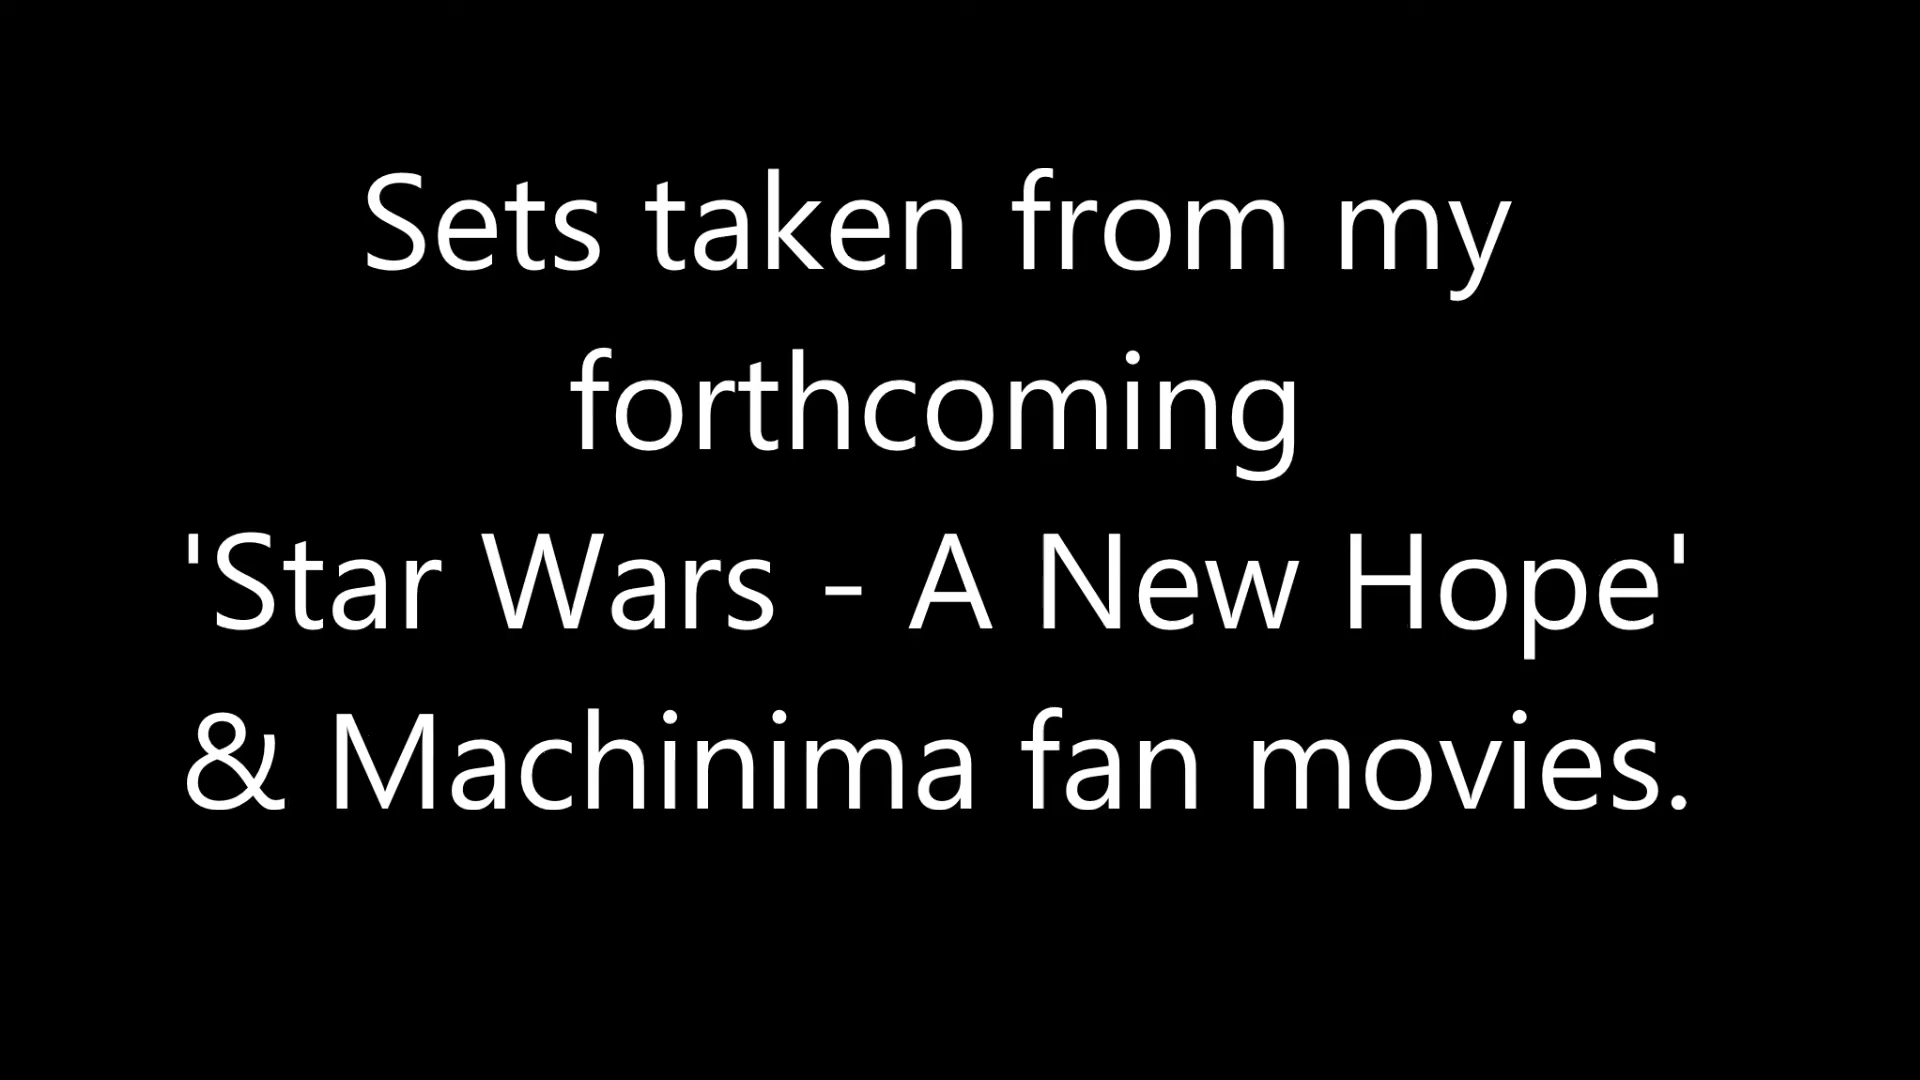 Sets taken from my
forthcoming
'Star Wars - A New Hope'
& Machinima fan movies.